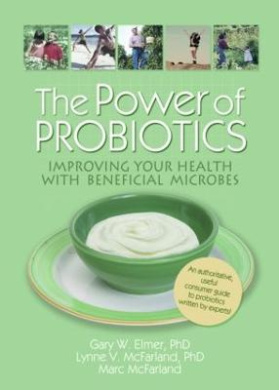 The Power of
PROBIOTICS
IMPROVING YOUR HEALTH
WITH BENEFICIAL MICROBES
An authoritative,
useful
consumer guide
to probiotics
written by experts!
Gary W. Elmer, PhD
Lynne V. McFarland, PhD
Marc McFarland